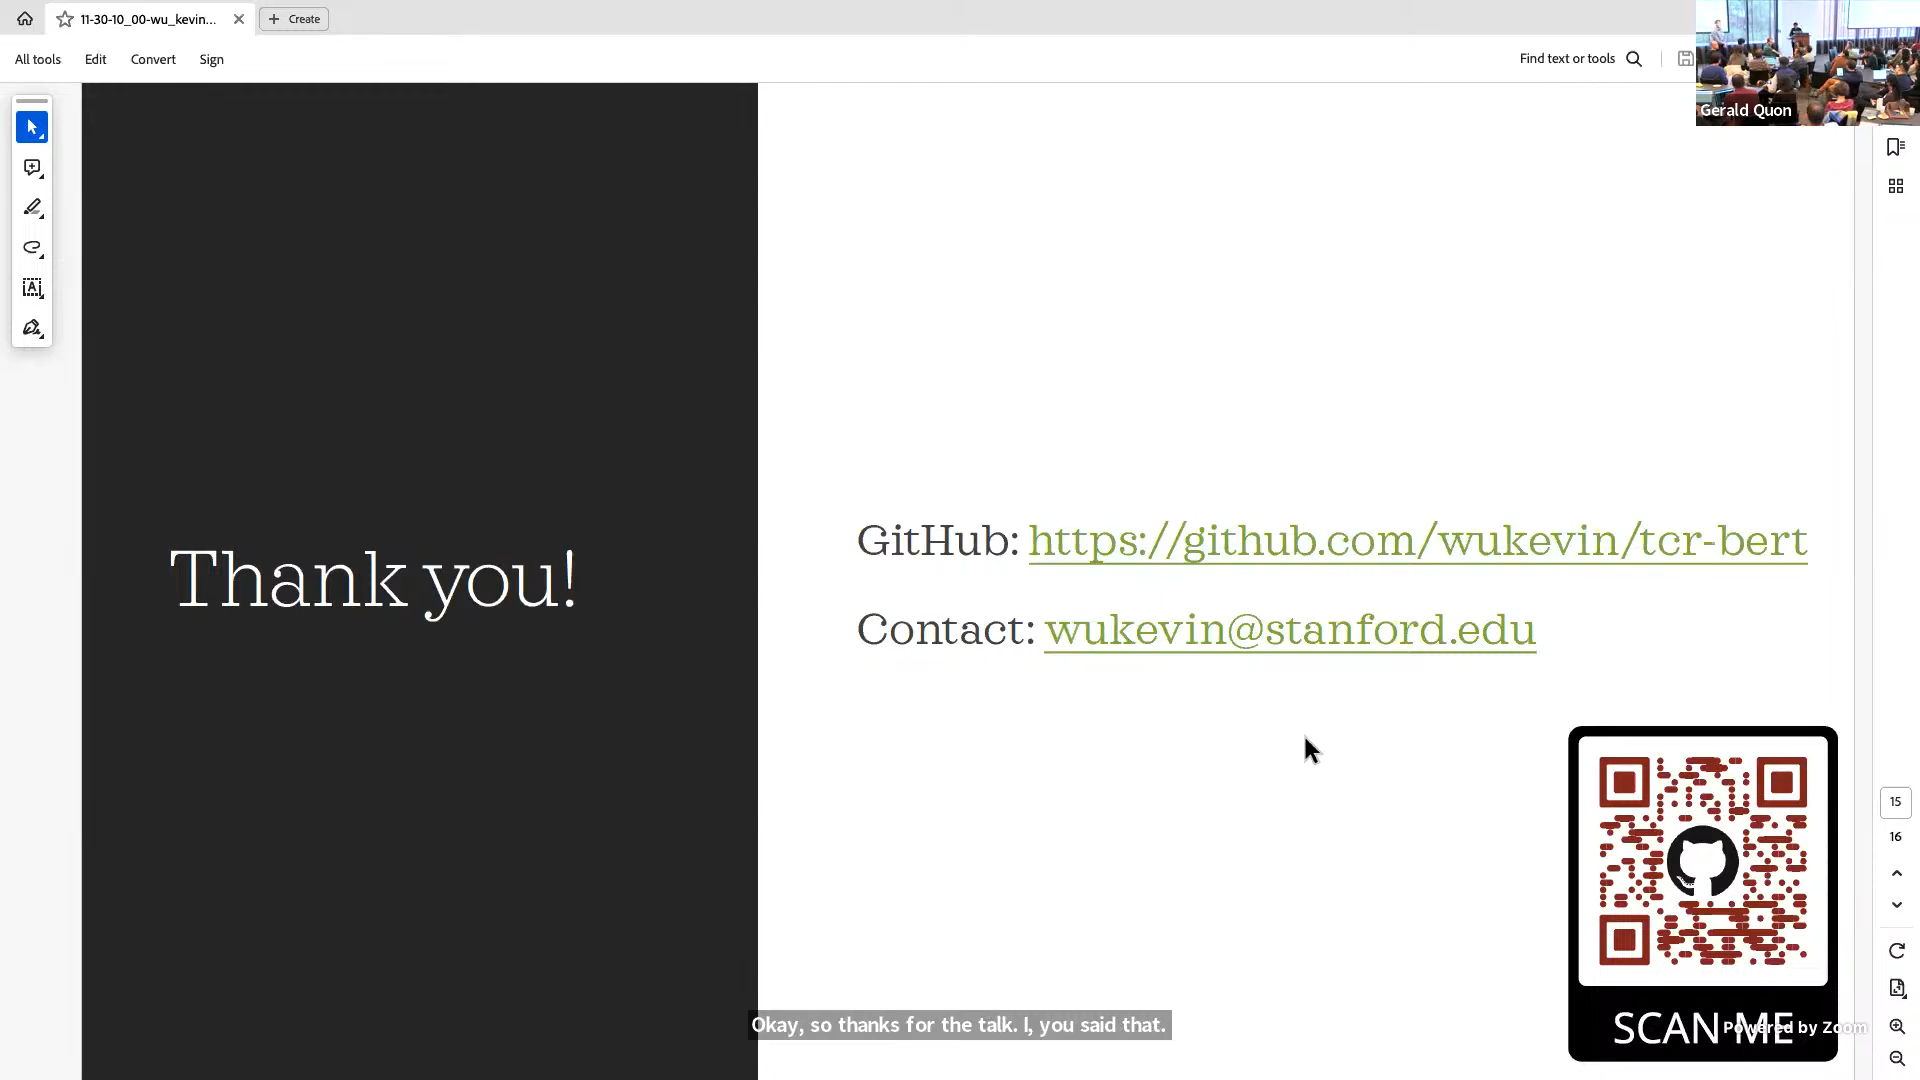 11-30-10_00-wu_kevin...
Create
All tools
Edit
Convert
Sign
Find text or tools
Gerald Quon
Thank you!
GitHub: https://github.com/wukevin/tcr-bert
Contact: wukevin@stanford.edu
15
16
Okay, so thanks for the talk. I, you said that.
SCAN ME
Powered by Zoom